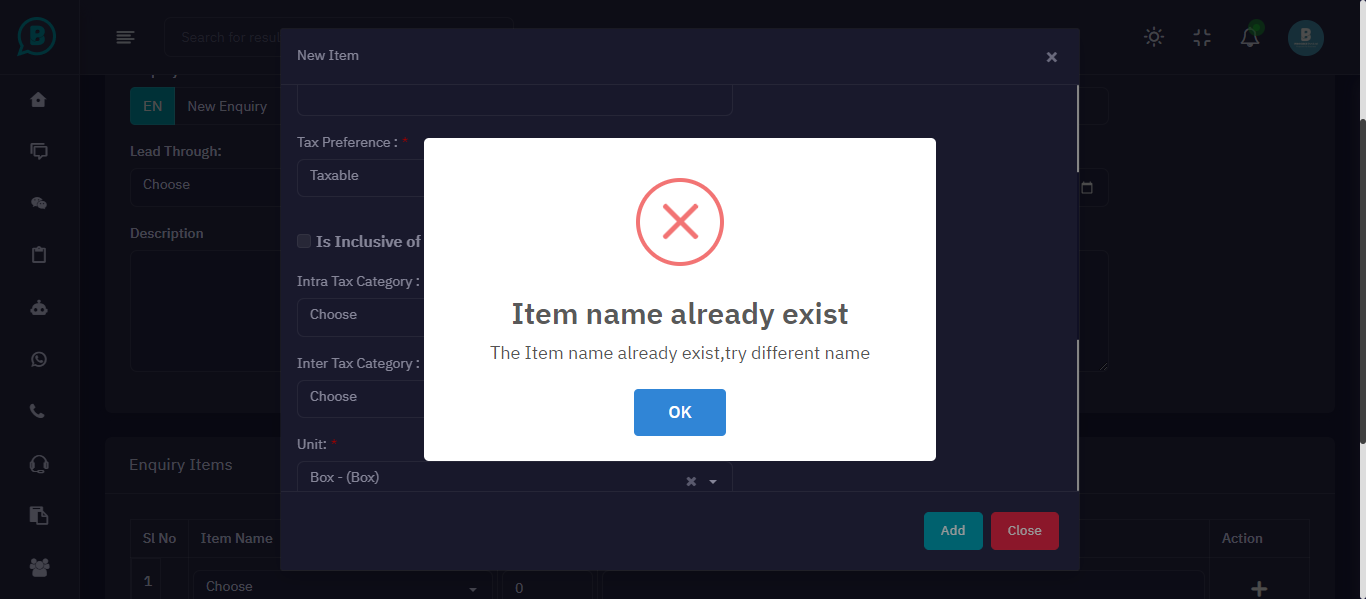 B
Search for resul
New Item
×
B
EN
New Enquiry
Lead Through:
Choose
Description
Tax Preference : *
Taxable
Is Inclusive of
Intra Tax Category :
Choose
Inter Tax Category :
Choose
Unit: *
Box - (Box)
Item name already exist
The Item name already exist,try different name
OK
Add
Close
Enquiry Items
Sl No
Item Name
Action
1
Choose
0